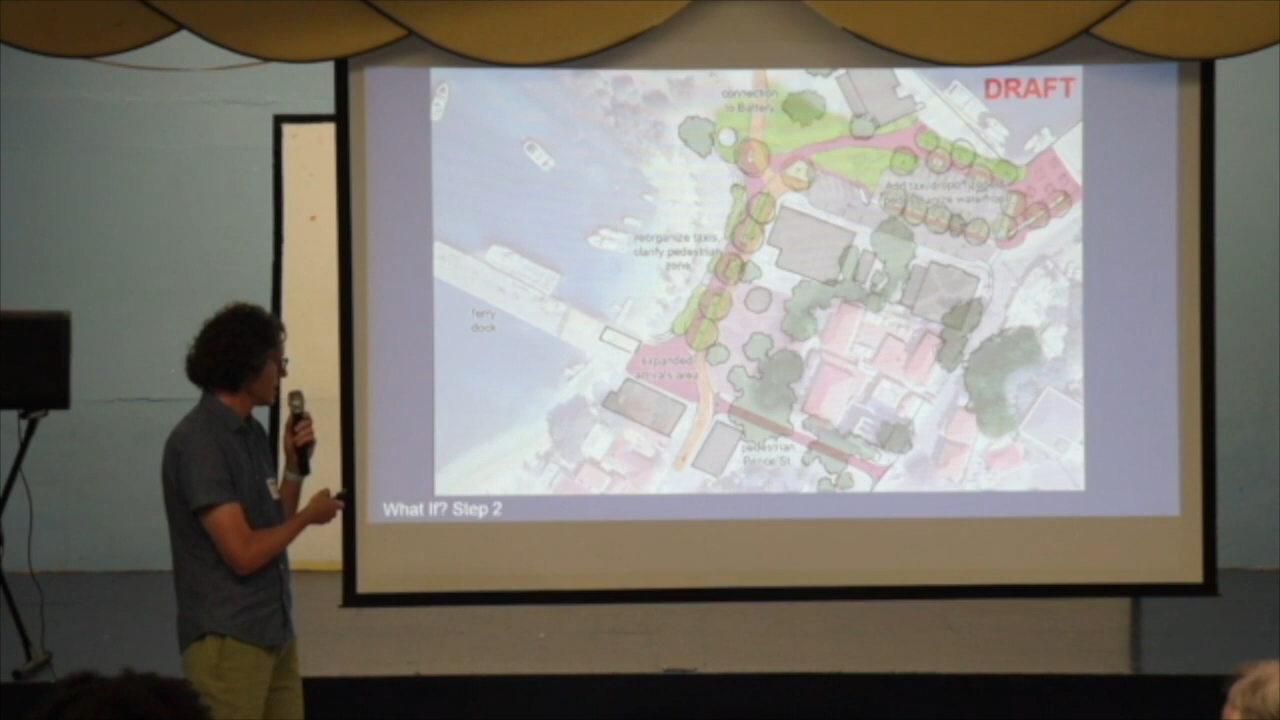 DRAFT
connection
to Battery
reorganize taxis,
clarify pedestrian
zone
ferry
dock
expanded
arrivals area
pedestrian
Prince St.
What If? Step 2